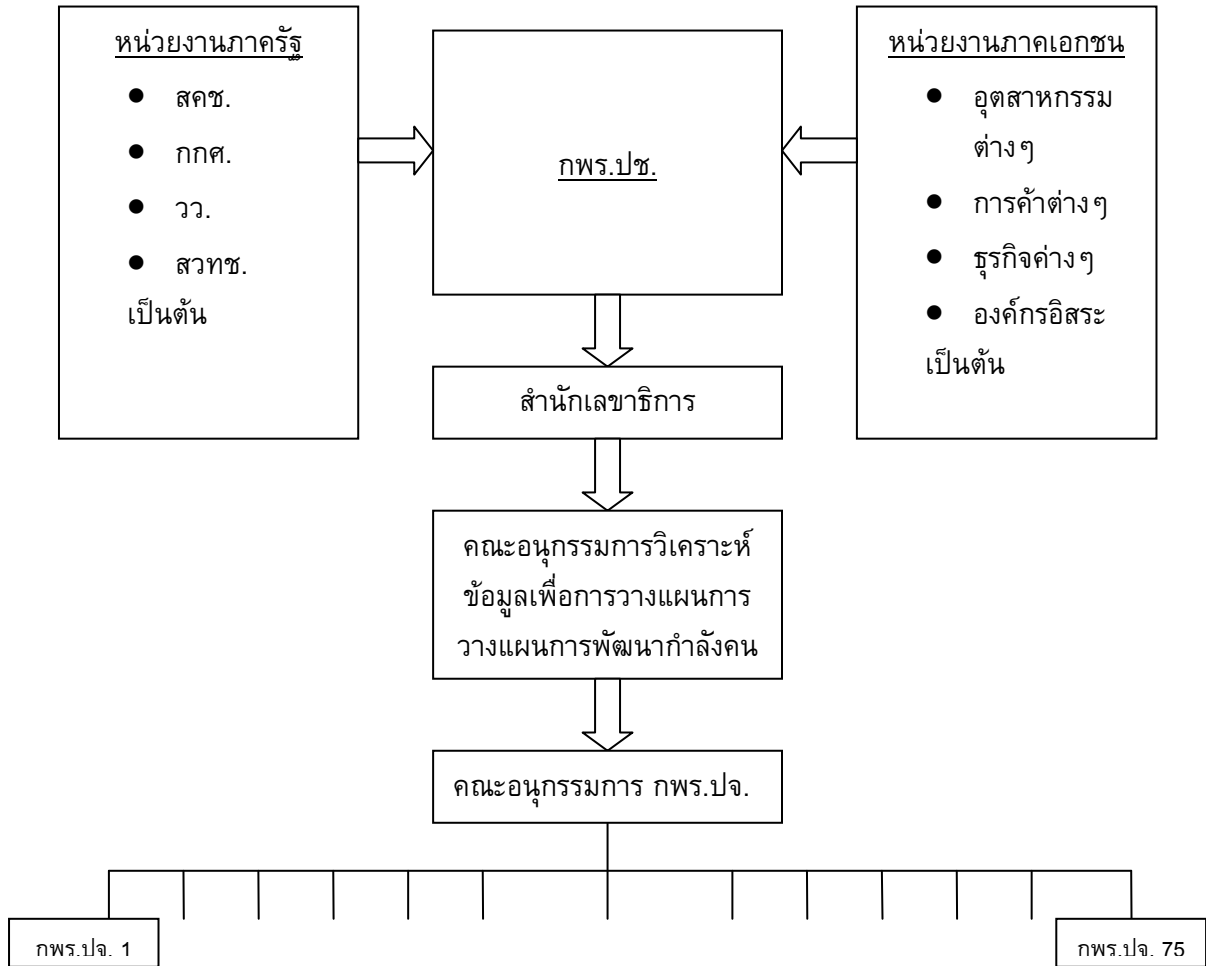 หน่วยงานภาครัฐ
● สคช.
● กกศ.
● วว.
● สวทช.
เป็นต้น
กพร.ปช.
หน่วยงานภาคเอกชน
● อุตสาหกรรม
ต่างๆ
● การค้าต่างๆ
● ธุรกิจค่างๆ
● องค์กรอิสระ
เป็นต้น
สำนักเลขาธิการ
คณะอนุกรรมการวิเคราะห์
ข้อมูลเพื่อการวางแผนการ
วางแผนการพัฒนากำลังคน
คณะอนุกรรมการ กพร.ปจ.
กพร.ปจ. 1
กพร.ปจ. 75